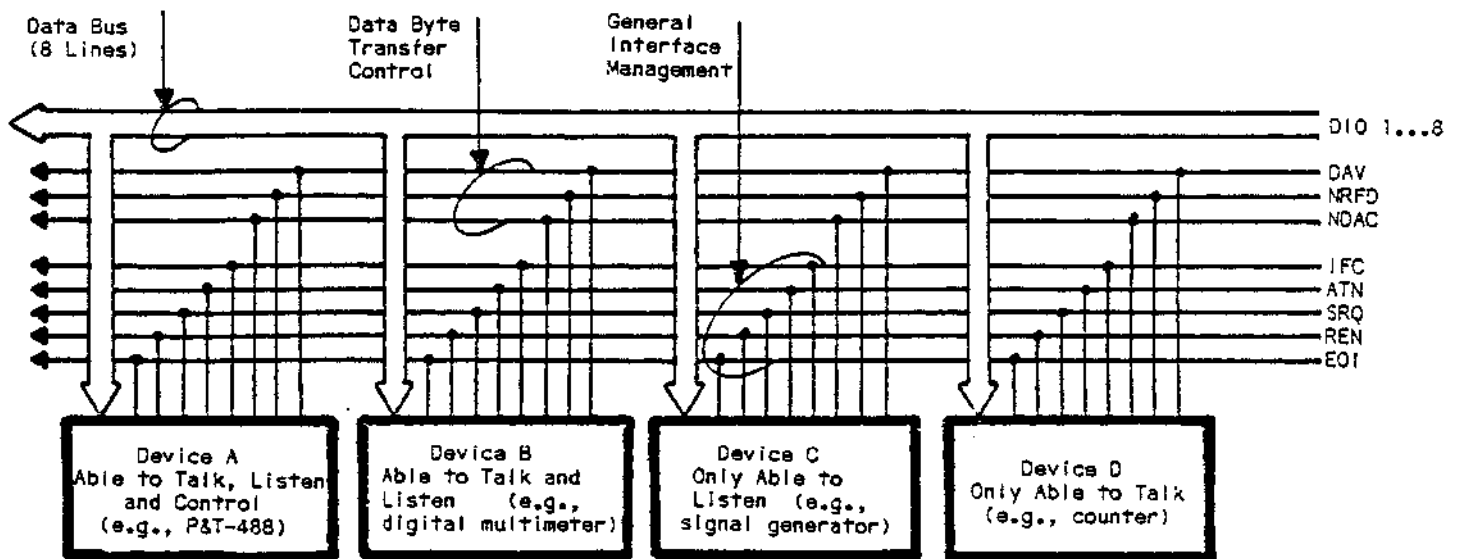 Data Bus
(8 Lines)
Data Byte
Transfer
Control
General
Interface
Management
DIO 1...8
DAV
NRFD
NDAC
IFC
ATN
SRQ
REN
EOI
Device A
Able to Talk, Listen
and Control
(e.g., P&T-488)
Device B
Able to Talk and
Listen (e.g.,
digital multimeter)
Device C
Only Able to
Listen (e.g.,
signal generator)
Device D
Only Able to Talk
(e.g., counter)